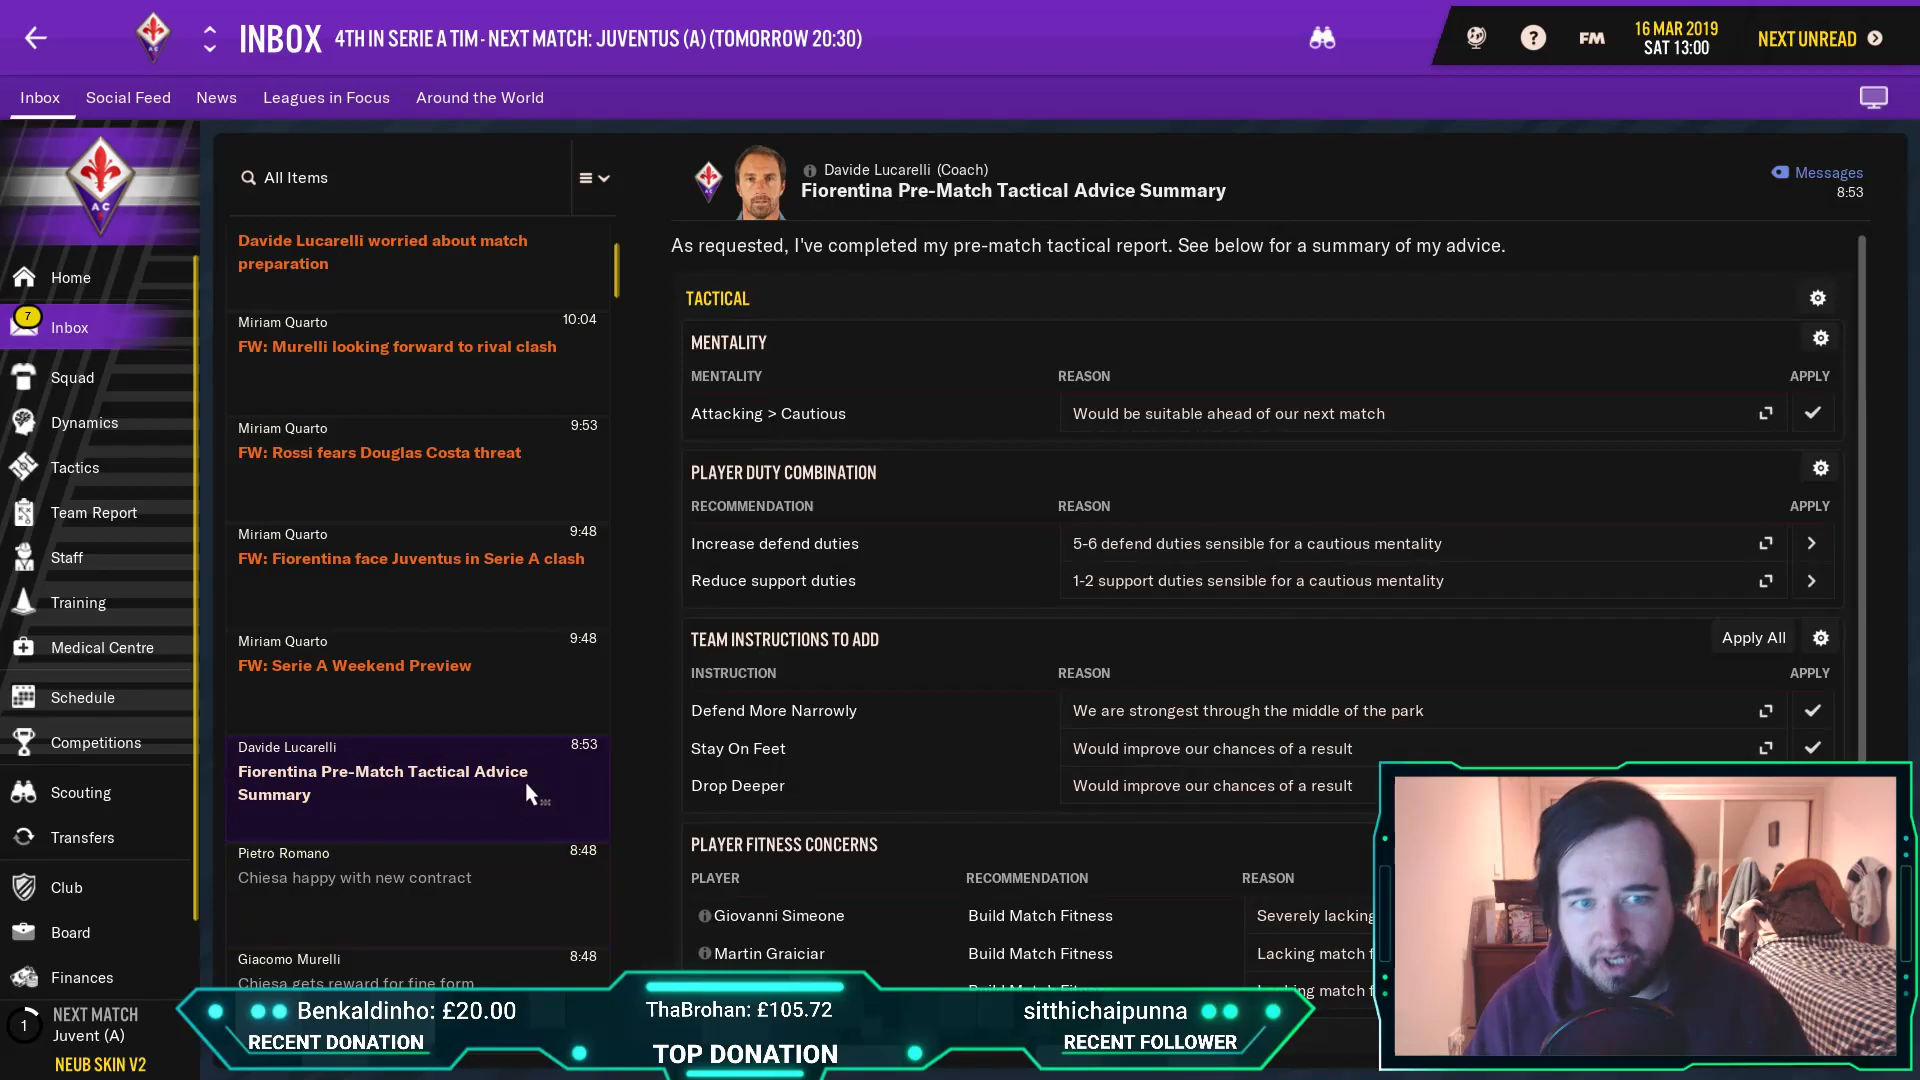 INBOX 4TH IN SERIE A TIM - NEXT MATCH: JUVENTUS (A) (TOMORROW 20:30)
FM
16 MAR 2019
SAT 13:00
NEXT UNREAD
Inbox Social Feed News Leagues in Focus Around the World
AC
Home
7
Inbox
Squad
Dynamics
Tactics
Team Report
Staff
Training
Medical Centre
Schedule
Competitions
Scouting
Transfers
Club
Board
Finances
1
NEXT MATCH
Juvent (A)
NEUB SKIN V2
All Items
Davide Lucarelli worried about match
preparation
Miriam Quarto 10:04
FW: Murelli looking forward to rival clash
Miriam Quarto 9:53
FW: Rossi fears Douglas Costa threat
Miriam Quarto 9:48
FW: Fiorentina face Juventus in Serie A clash
Miriam Quarto 9:48
FW: Serie A Weekend Preview
Davide Lucarelli 8:53
Fiorentina Pre-Match Tactical Advice
Summary
Pietro Romano 8:48
Chiesa happy with new contract
Giacomo Murelli 8:48
Chiesa gets reward for fine form
Davide Lucarelli (Coach)
Fiorentina Pre-Match Tactical Advice Summary
Messages
8:53
As requested, I've completed my pre-match tactical report. See below for a summary of my advice.
TACTICAL
MENTALITY
MENTALITY REASON APPLY
Attacking > Cautious Would be suitable ahead of our next match
PLAYER DUTY COMBINATION
RECOMMENDATION REASON APPLY
Increase defend duties 5-6 defend duties sensible for a cautious mentality
Reduce support duties 1-2 support duties sensible for a cautious mentality
TEAM INSTRUCTIONS TO ADD Apply All
INSTRUCTION REASON APPLY
Defend More Narrowly We are strongest through the middle of the park
Stay On Feet Would improve our chances of a result
Drop Deeper Would improve our chances of a result
PLAYER FITNESS CONCERNS
PLAYER RECOMMENDATION REASON
Giovanni Simeone Build Match Fitness Severely lacking
Martin Graiciar Build Match Fitness Lacking match f
Build Match Fitness Lacking match f
Benkaldinho: £20.00
RECENT DONATION
ThaBrohan: £105.72
TOP DONATION
sitthichaipunna
RECENT FOLLOWER